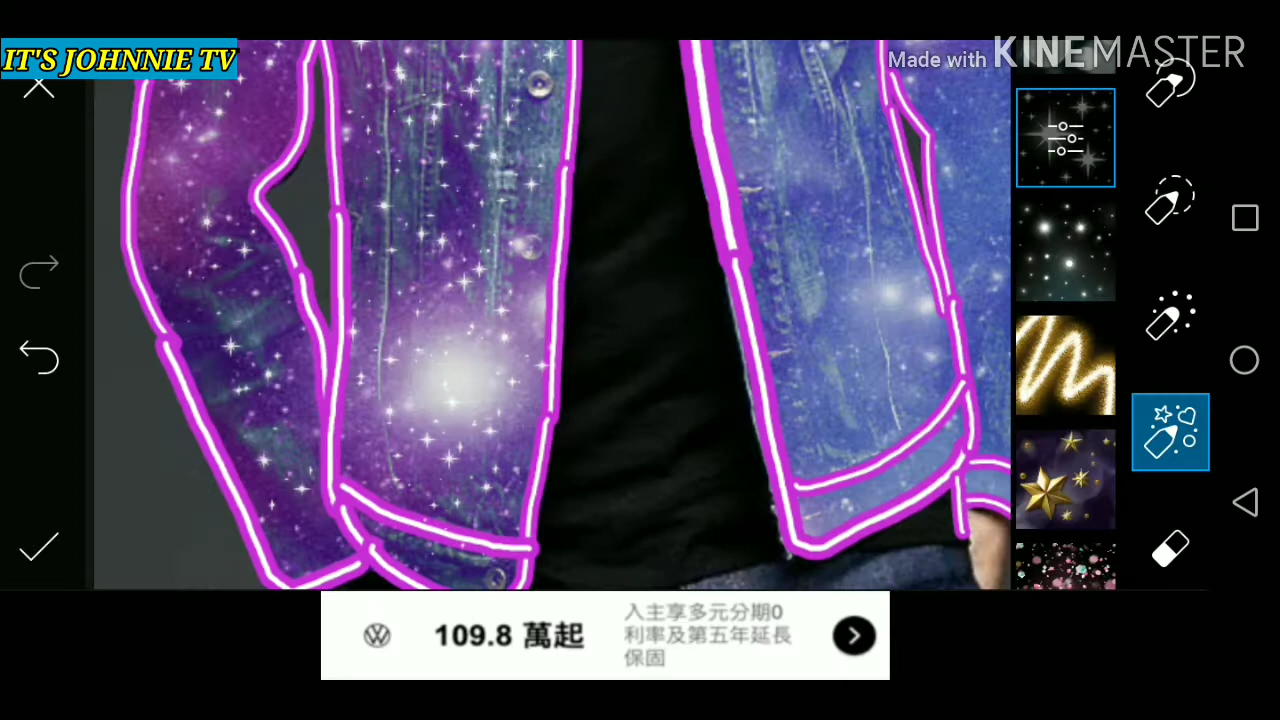 IT'S JOHNNIE TV
Made with KINEMASTER
109.8 萬起
入主享多元分期0
利率及第五年延長
保固